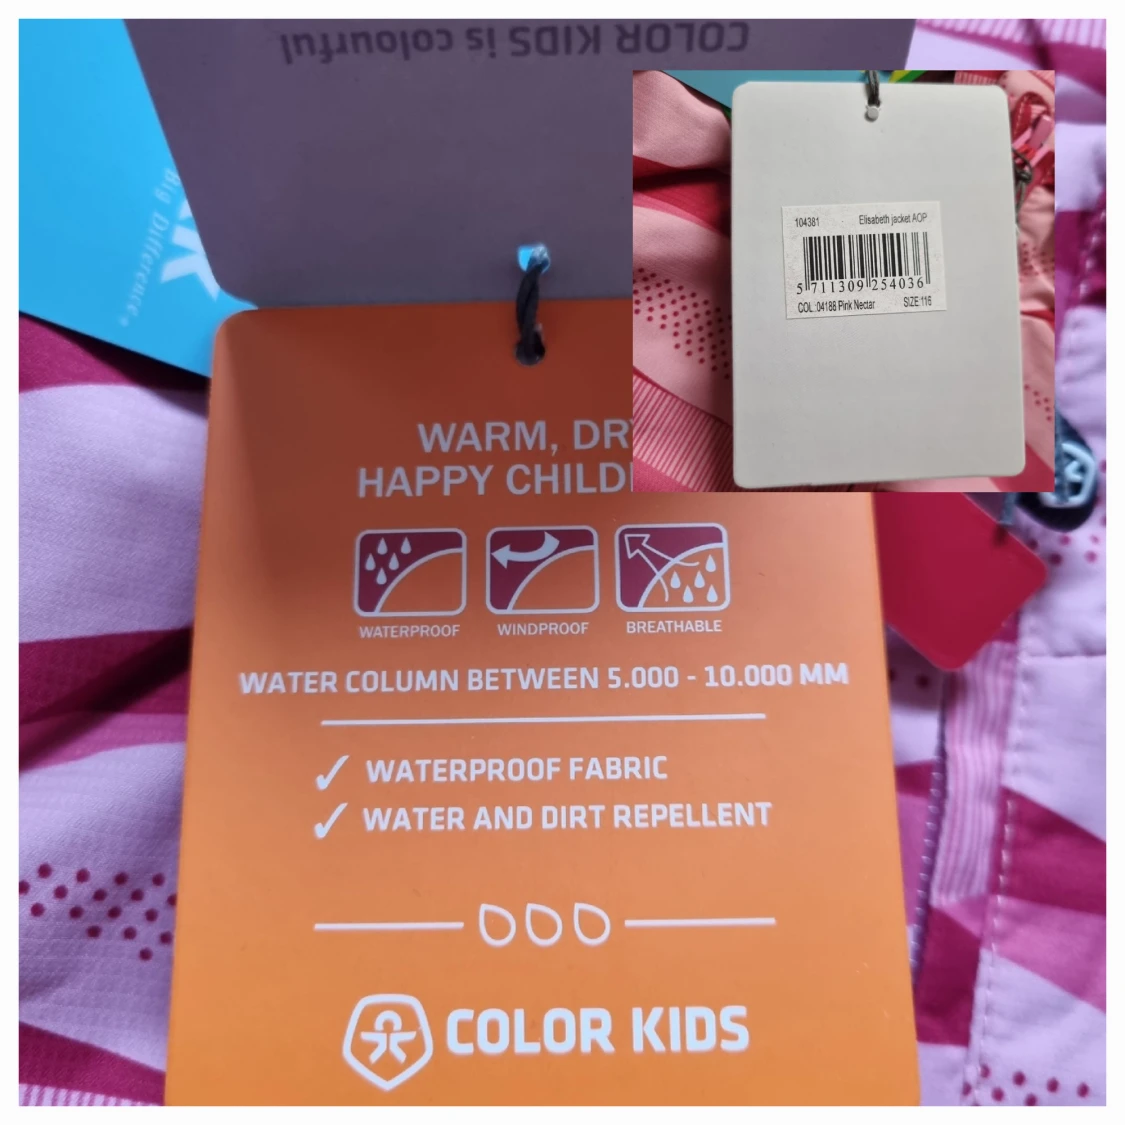 COLOR KIDS is colourful
Big Difference
WARM, DRY
HAPPY CHILD
WATERPROOF
WINDPROOF
BREATHABLE
WATER COLUMN BETWEEN 5.000 - 10.000 MM
WATERPROOF FABRIC
WATER AND DIRT REPELLENT
COLOR KIDS
104381 Elisabeth jacket AOP
5 711309 254036
COL.:04188 Pink Nectar SIZE:116